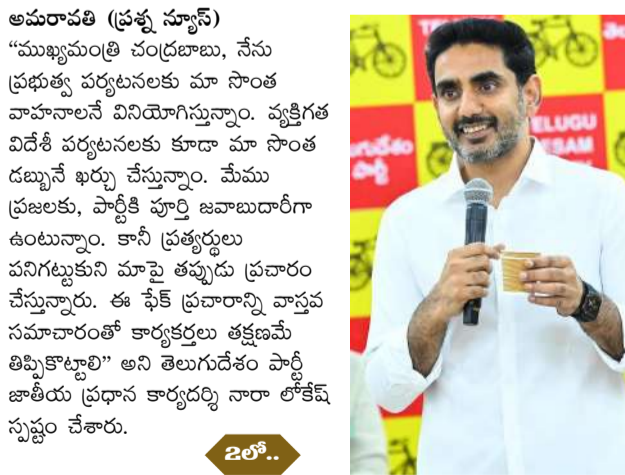 అమరావతి (ప్రశ్న న్యూస్)
“ముఖ్యమంత్రి చంద్రబాబు, నేను
ప్రభుత్వ పర్యటనలకు మా సొంత
వాహనాలనే వినియోగిస్తున్నాం. వ్యక్తిగత
విదేశీ పర్యటనలకు కూడా మా సొంత
డబ్బునే ఖర్చు చేస్తున్నాం. మేము
ప్రజలకు, పార్టీకి పూర్తి జవాబుదారీగా
ఉంటున్నాం. కానీ ప్రత్యర్థులు
పనిగట్టుకుని మాపై తప్పుడు ప్రచారం
చేస్తున్నారు. ఈ ఫేక్ ప్రచారాన్ని వాస్తవ
సమాచారంతో కార్యకర్తలు తక్షణమే
తిప్పికొట్టాలి” అని తెలుగుదేశం పార్టీ
జాతీయ ప్రధాన కార్యదర్శి నారా లోకేష్
స్పష్టం చేశారు.
2లో..
TELUGU
పార్టీ